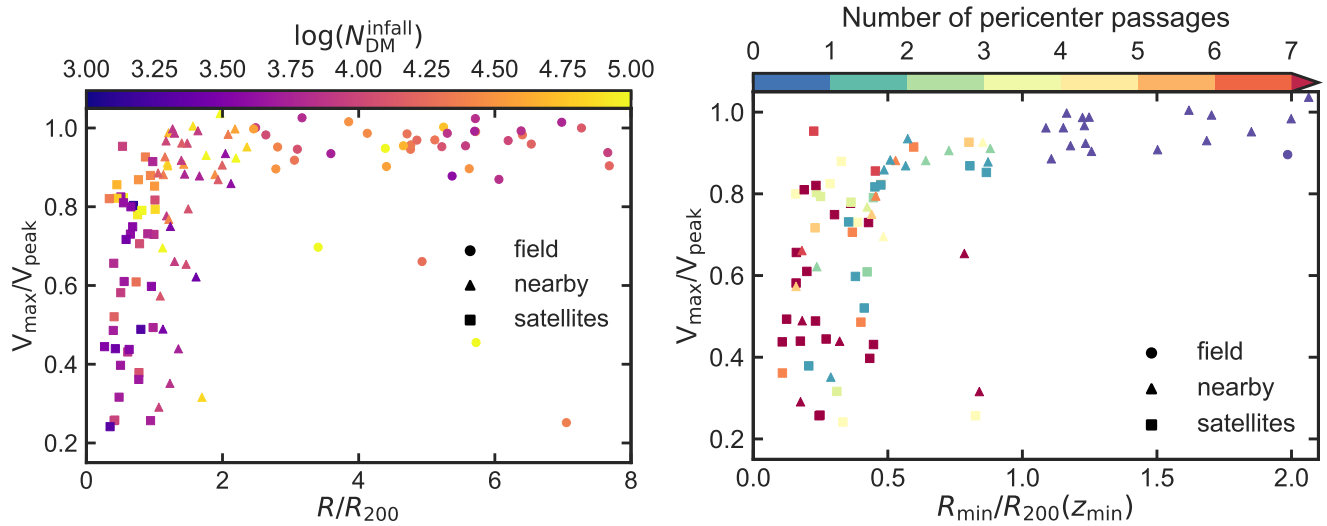 log(N_DM^infall)
3.00 3.25 3.50 3.75 4.00 4.25 4.50 4.75 5.00
V_max/V_peak
1.0
0.8
0.6
0.4
0.2
field
nearby
satellites
0 2 4 6 8
R/R_200
Number of pericenter passages
0 1 2 3 4 5 6 7
V_max/V_peak
1.0
0.8
0.6
0.4
0.2
field
nearby
satellites
0.0 0.5 1.0 1.5 2.0
R_min/R_200(z_min)